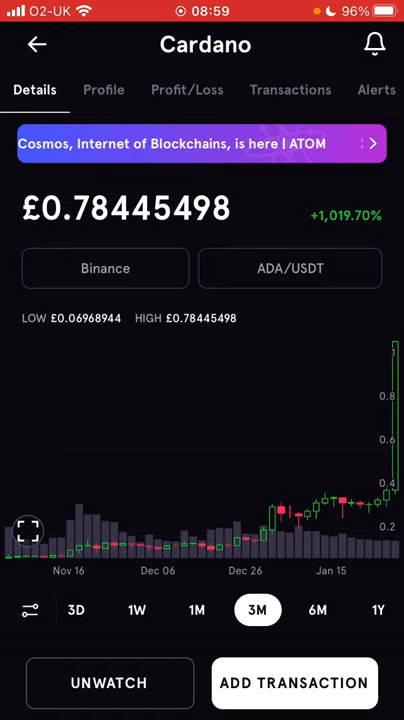 O2-UK 08:59 96%
Cardano
Details Profile Profit/Loss Transactions Alerts
Cosmos, Internet of Blockchains, is here | ATOM
£0.78445498 +1,019.70%
Binance ADA/USDT
LOW £0.06968944 HIGH £0.78445498
1
0.8
0.6
0.4
0.2
Nov 16 Dec 06 Dec 26 Jan 15
3D 1W 1M 3M 6M 1Y
UNWATCH ADD TRANSACTION